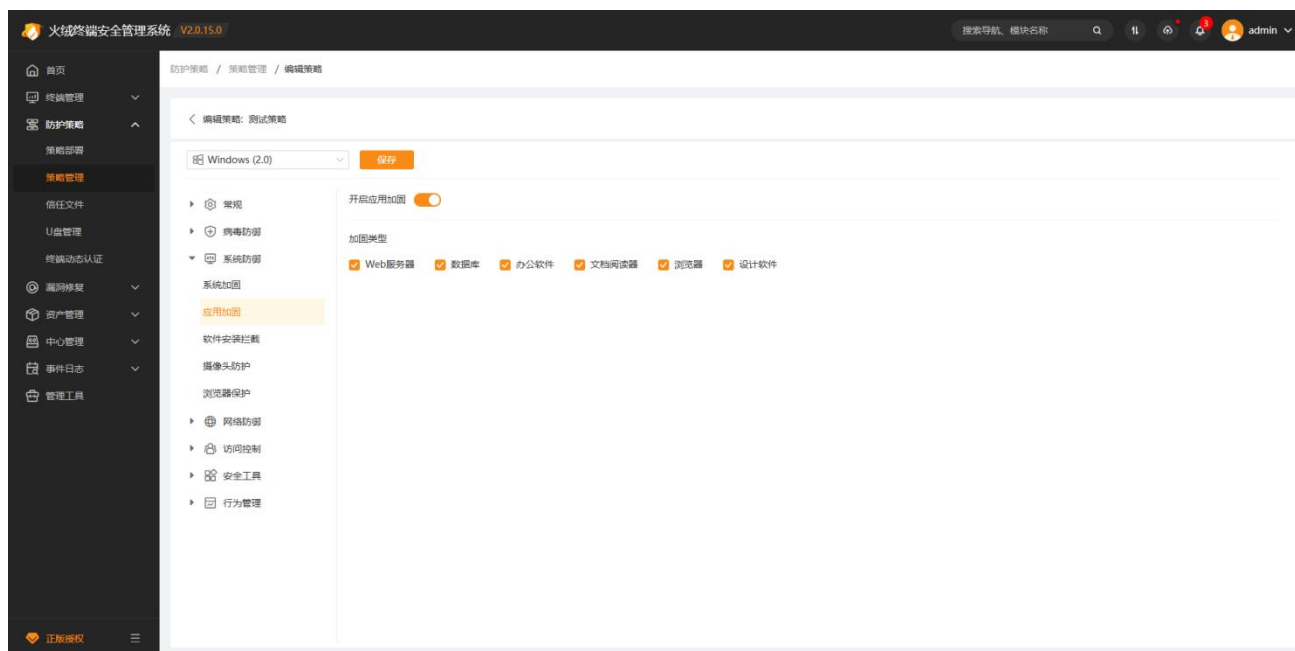 火绒终端安全管理系统 V2.0.15.0
搜索导航、模块名称
3
admin
首页
终端管理
防护策略
策略部署
策略管理
信任文件
U盘管理
终端动态认证
漏洞修复
资产管理
中心管理
事件日志
管理工具
正版授权
防护策略 / 策略管理 / 编辑策略
编辑策略: 测试策略
Windows (2.0)
保存
常规
病毒防御
系统防御
系统加固
应用加固
软件安装拦截
摄像头防护
浏览器保护
网络防御
访问控制
安全工具
行为管理
开启应用加固
加固类型
Web服务器 数据库 办公软件 文档阅读器 浏览器 设计软件